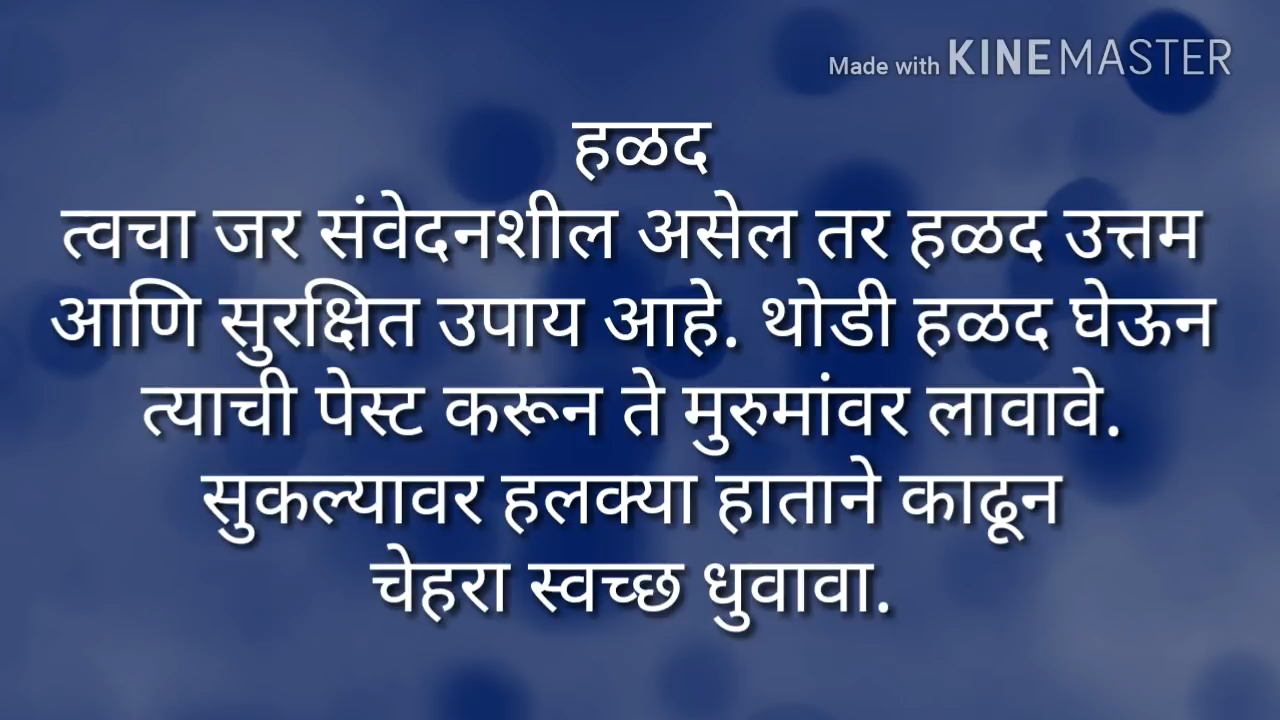 Made with KINEMASTER
हळद
त्वचा जर संवेदनशील असेल तर हळद उत्तम
आणि सुरक्षित उपाय आहे. थोडी हळद घेऊन
त्याची पेस्ट करून ते मुरुमांवर लावावे.
सुकल्यावर हलक्या हाताने काढून
चेहरा स्वच्छ धुवावा.